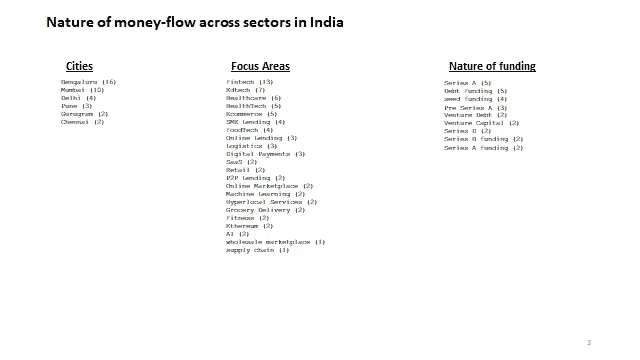 Nature of money-flow across sectors in India
Cities
Bengaluru (16)
Mumbai (10)
Delhi (4)
Pune (3)
Gurugram (2)
Chennai (2)
Focus Areas
Fintech (13)
Edtech (7)
Healthcare (6)
HealthTech (5)
Ecommerce (5)
SME Lending (4)
FoodTech (4)
Online Lending (3)
Logistics (3)
Digital Payments (3)
SaaS (2)
Retail (2)
P2P Lending (2)
Online Marketplace (2)
Machine Learning (2)
Hyperlocal Services (2)
Grocery Delivery (2)
Fitness (2)
Ethereum (2)
AI (2)
wholesale marketplace (1)
supply chain (1)
Nature of funding
Series A (5)
Debt Funding (5)
seed funding (4)
Pre Series A (3)
Venture Debt (2)
Venture Capital (2)
Series D (2)
Series B funding (2)
Series A funding (2)
3